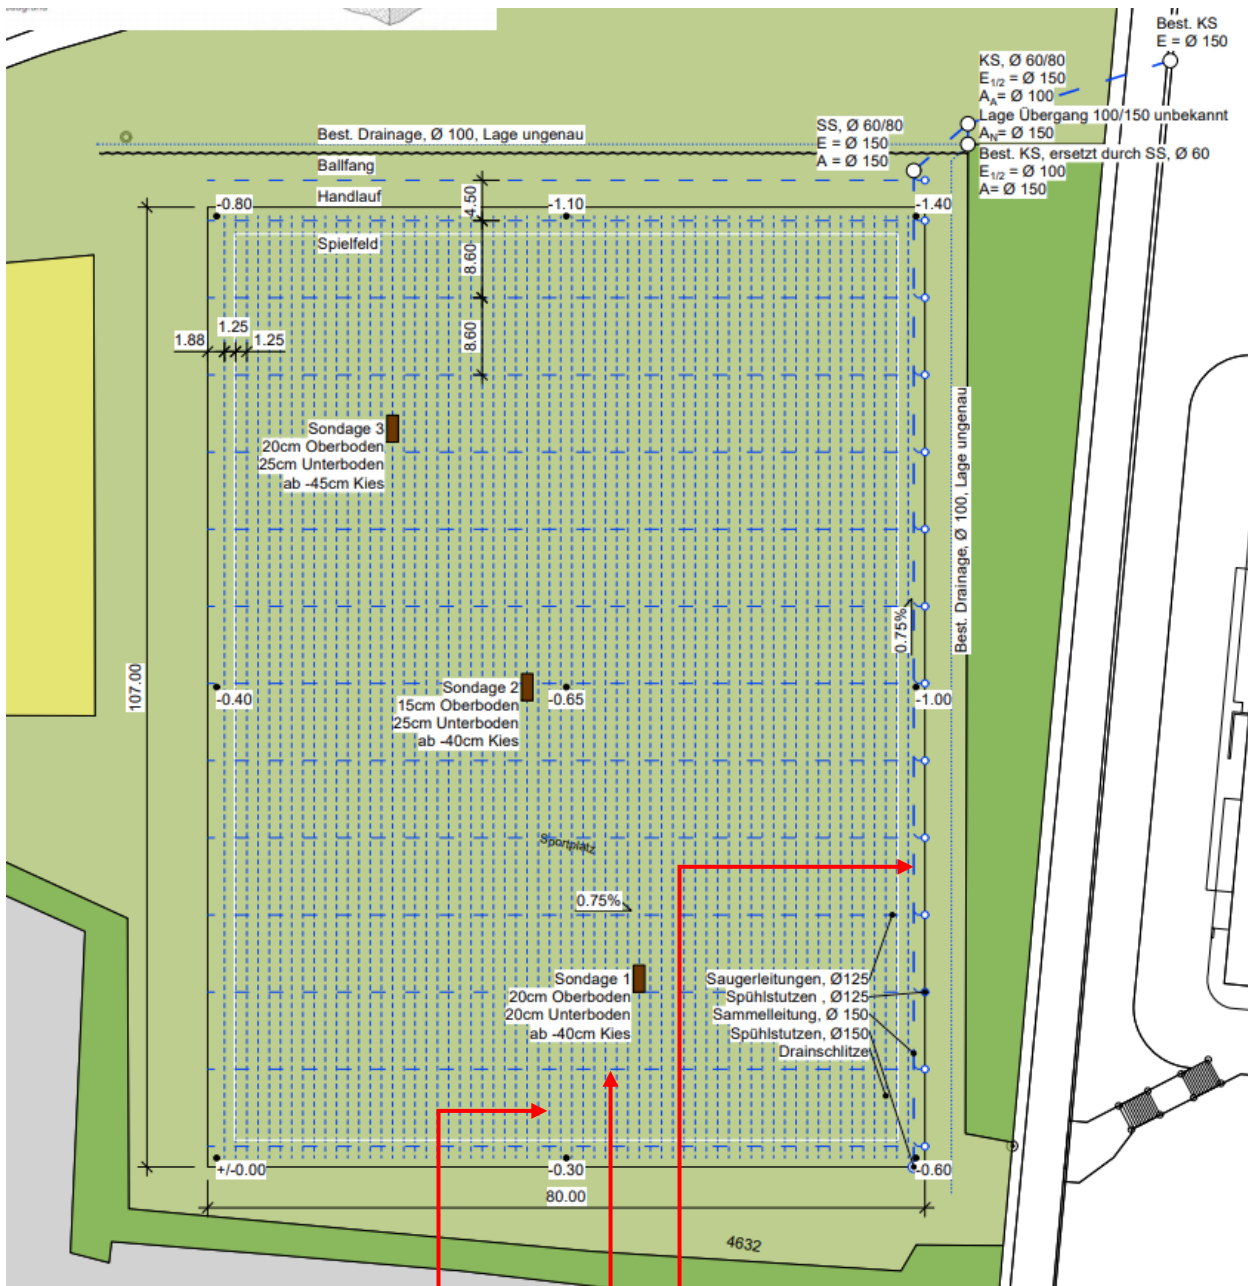 Best. KS
E = Ø 150
KS, Ø 60/80
E1/2 = Ø 150
AA= Ø 100
Lage Übergang 100/150 unbekannt
AN= Ø 150
SS, Ø 60/80
E = Ø 150
A = Ø 150
Best. KS, ersetzt durch SS, Ø 60
E1/2 = Ø 100
A= Ø 150
Best. Drainage, Ø 100, Lage ungenau
Ballfang
Handlauf
-0.80
-1.10
-1.40
4.50
Spielfeld
8.60
8.60
1.88
1.25
1.25
Sondage 3
20cm Oberboden
25cm Unterboden
ab -45cm Kies
Best. Drainage, Ø 100, Lage ungenau
0.75%
107.00
-0.40
Sondage 2
15cm Oberboden
25cm Unterboden
ab -40cm Kies
-0.65
-1.00
Sportplatz
0.75%
Sondage 1
20cm Oberboden
20cm Unterboden
ab -40cm Kies
Saugerleitungen, Ø125
Spühlstutzen , Ø125
Sammelleitung, Ø 150
Spühlstutzen, Ø150
Drainschlitze
+/-0.00
-0.30
-0.60
80.00
4632